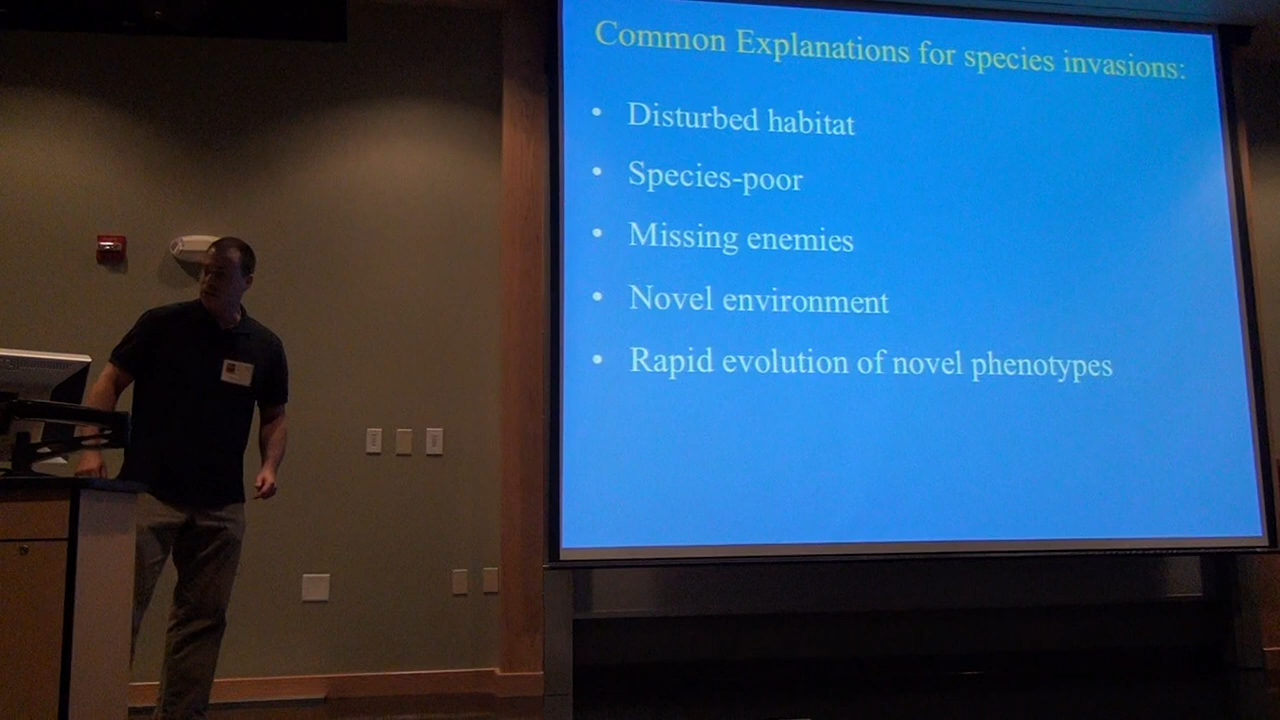 Common Explanations for species invasions:
• Disturbed habitat
• Species-poor
• Missing enemies
• Novel environment
• Rapid evolution of novel phenotypes